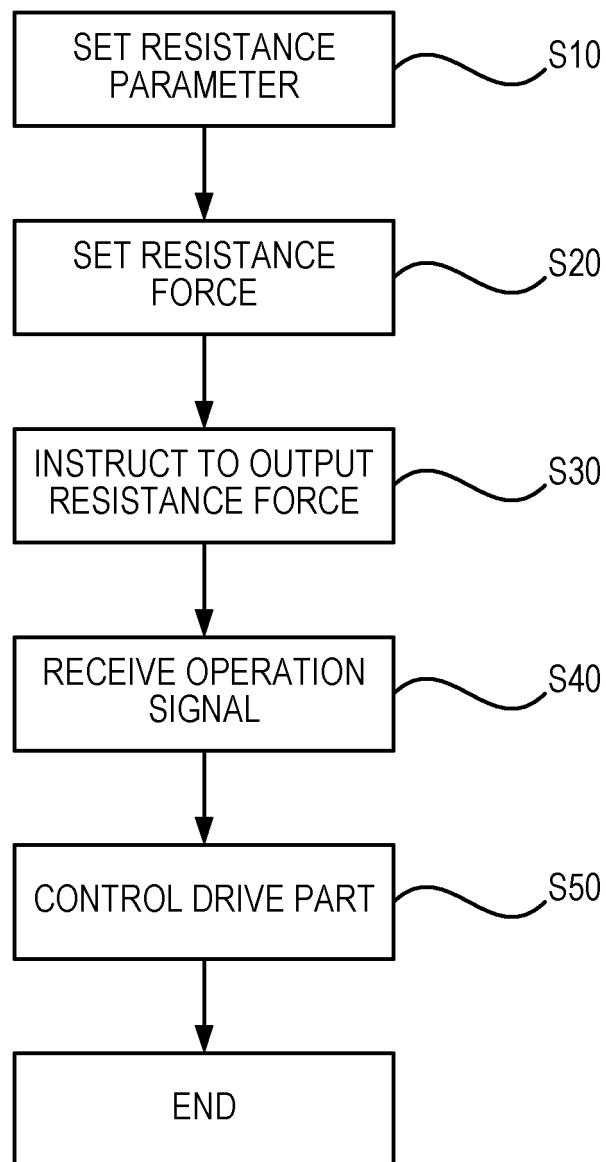 SET RESISTANCE
PARAMETER
S10
SET RESISTANCE
FORCE
S20
INSTRUCT TO OUTPUT
RESISTANCE FORCE
S30
RECEIVE OPERATION
SIGNAL
S40
CONTROL DRIVE PART
S50
END